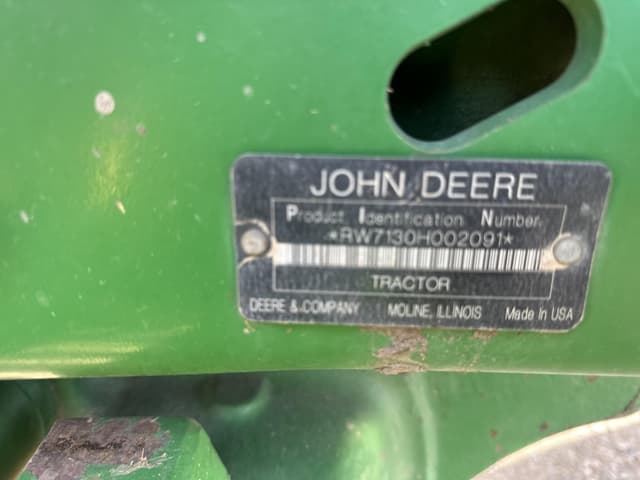 JOHN DEERE
Product Identification Number
*RW7130H002091*
TRACTOR
DEERE & COMPANY MOLINE, ILLINOIS Made In USA